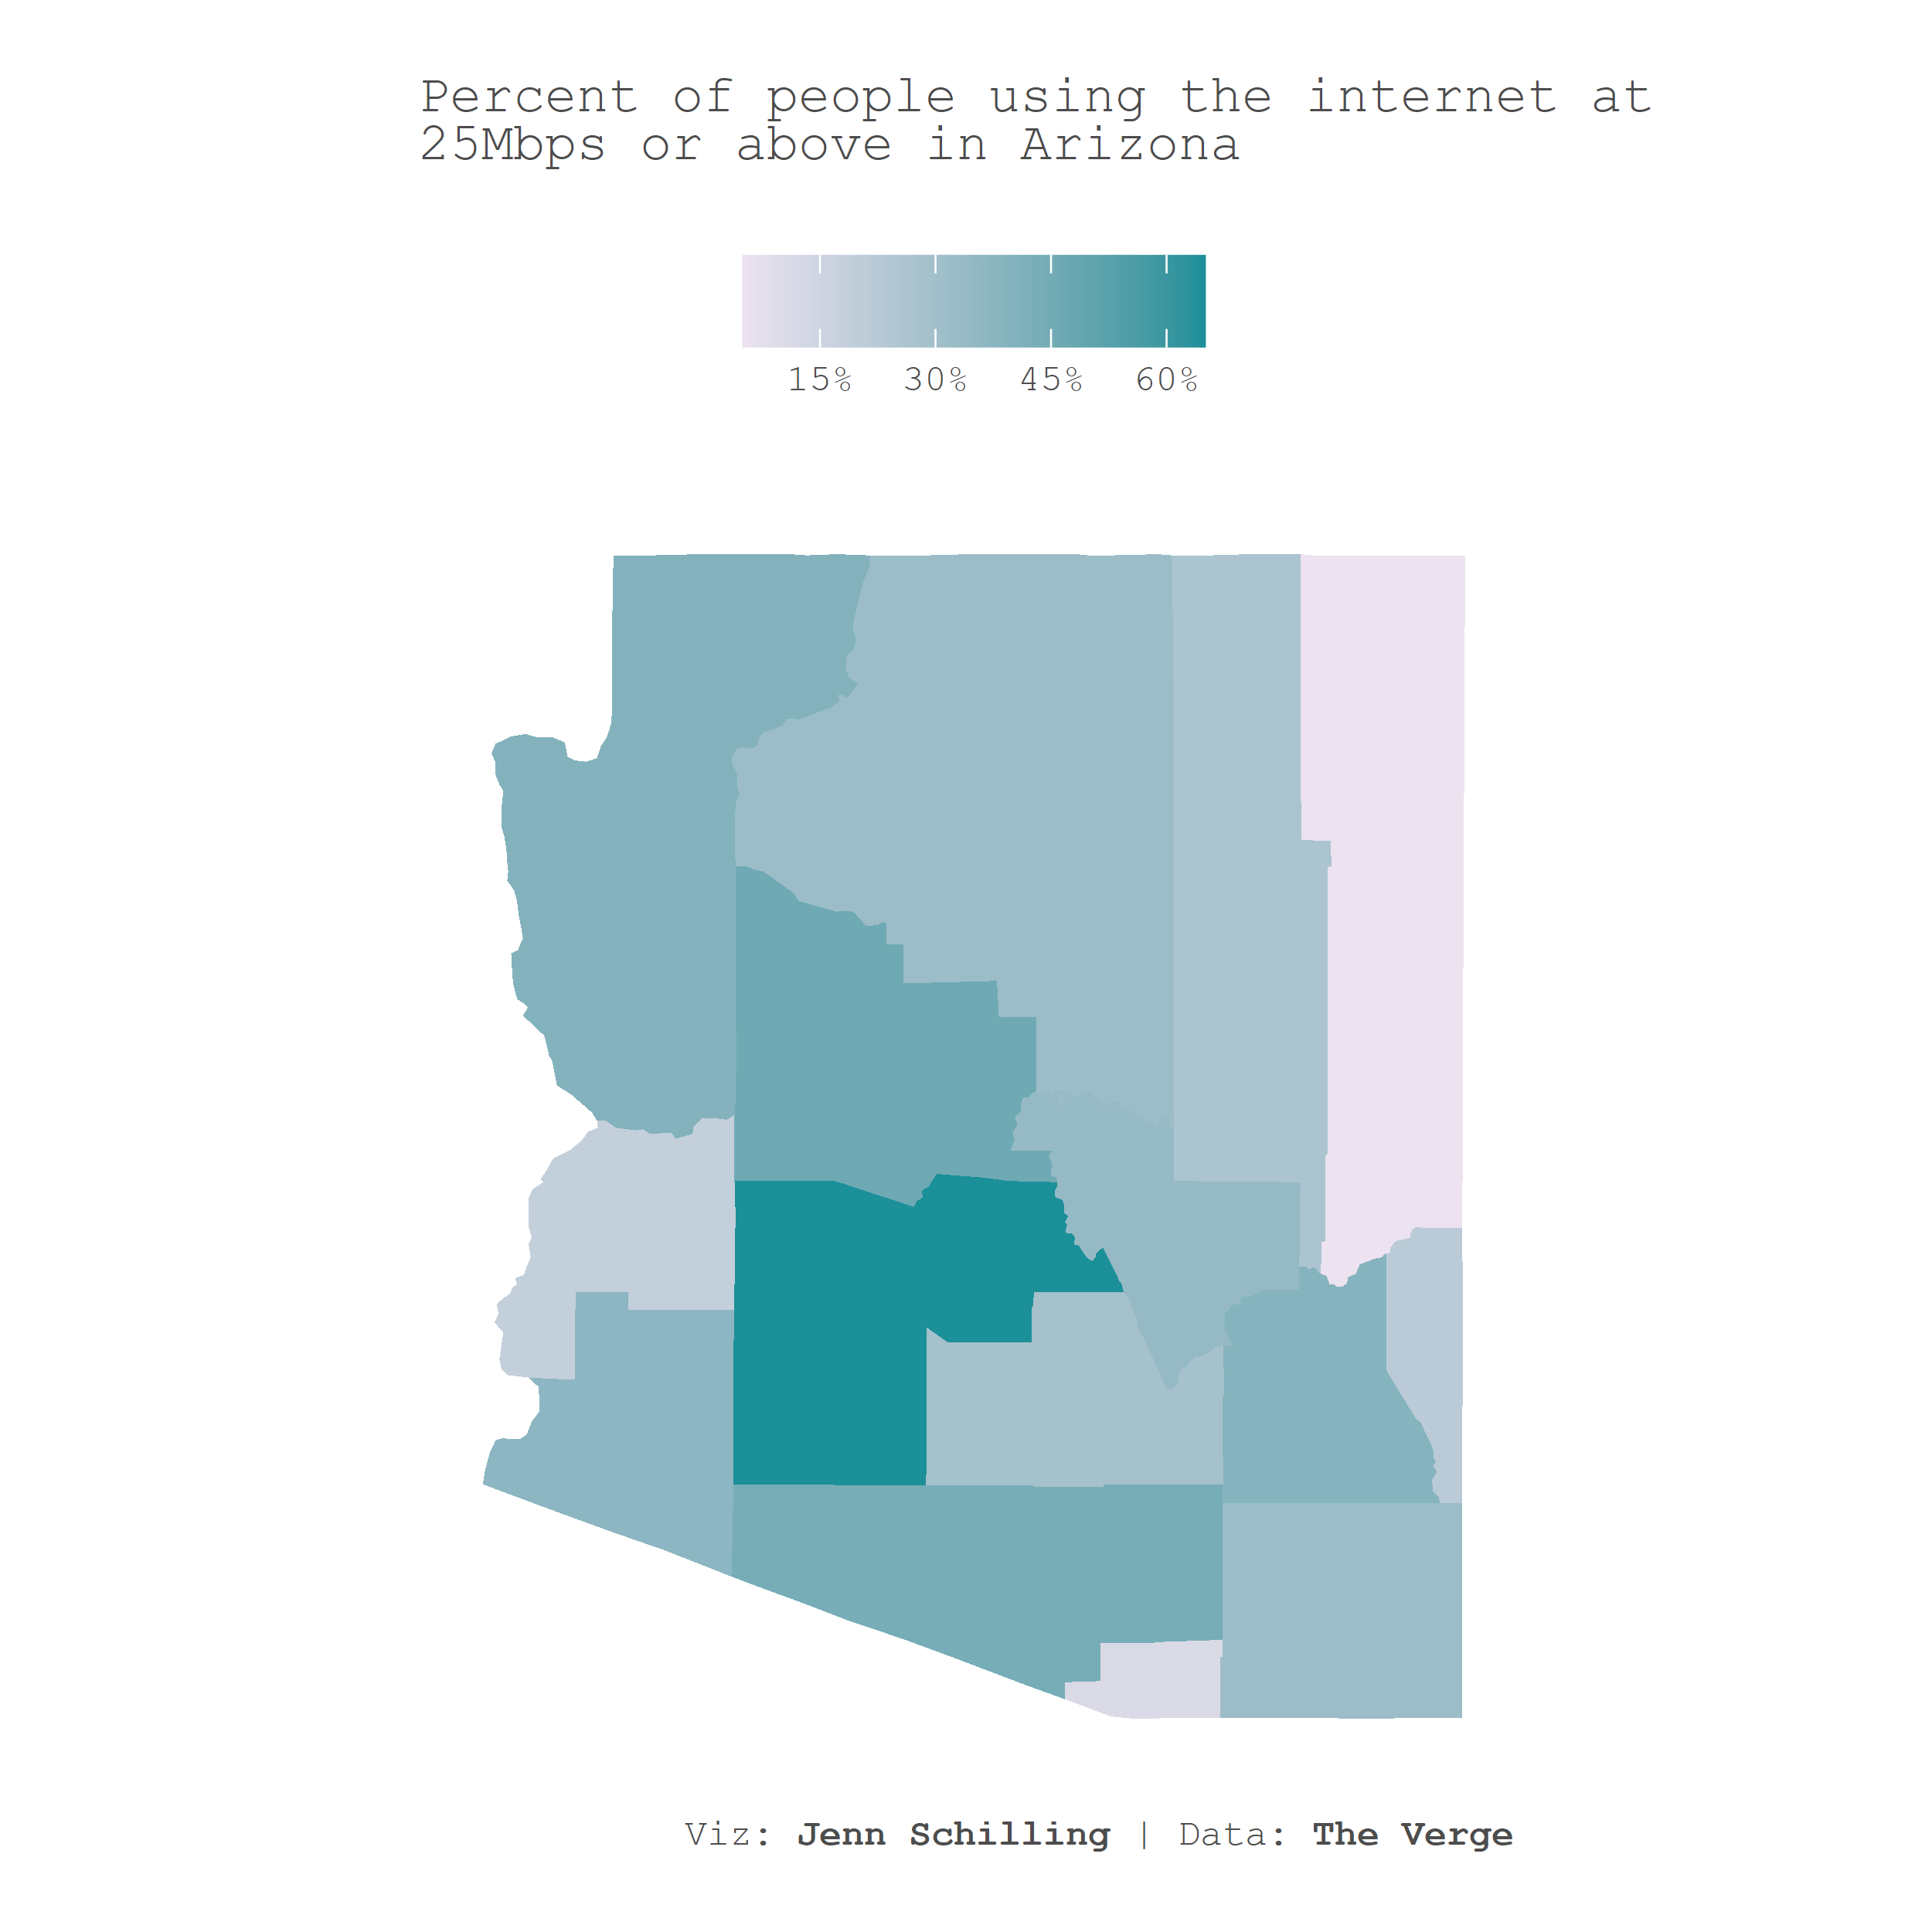 Percent of people using the internet at
25Mbps or above in Arizona
15% 30% 45% 60%
Viz: Jenn Schilling | Data: The Verge